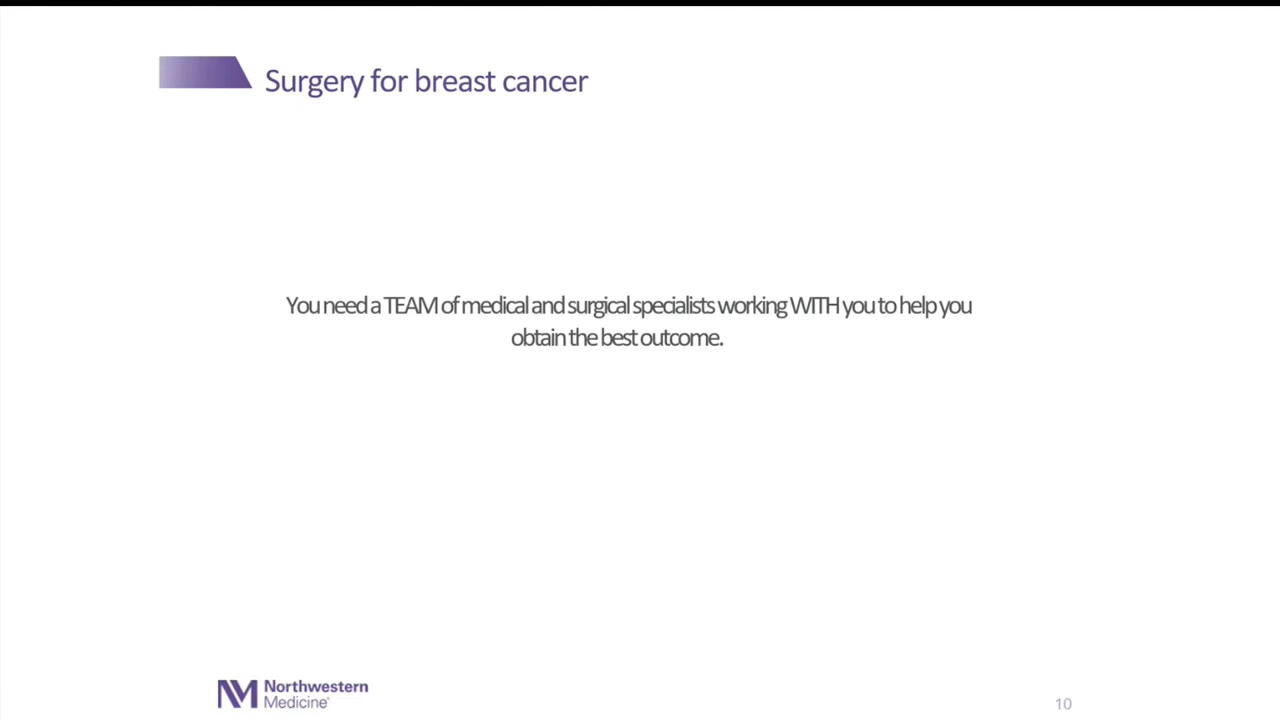 Surgery for breast cancer
You need a TEAM of medical and surgical specialists working WITH you to help you
obtain the best outcome.
Northwestern
Medicine®
10